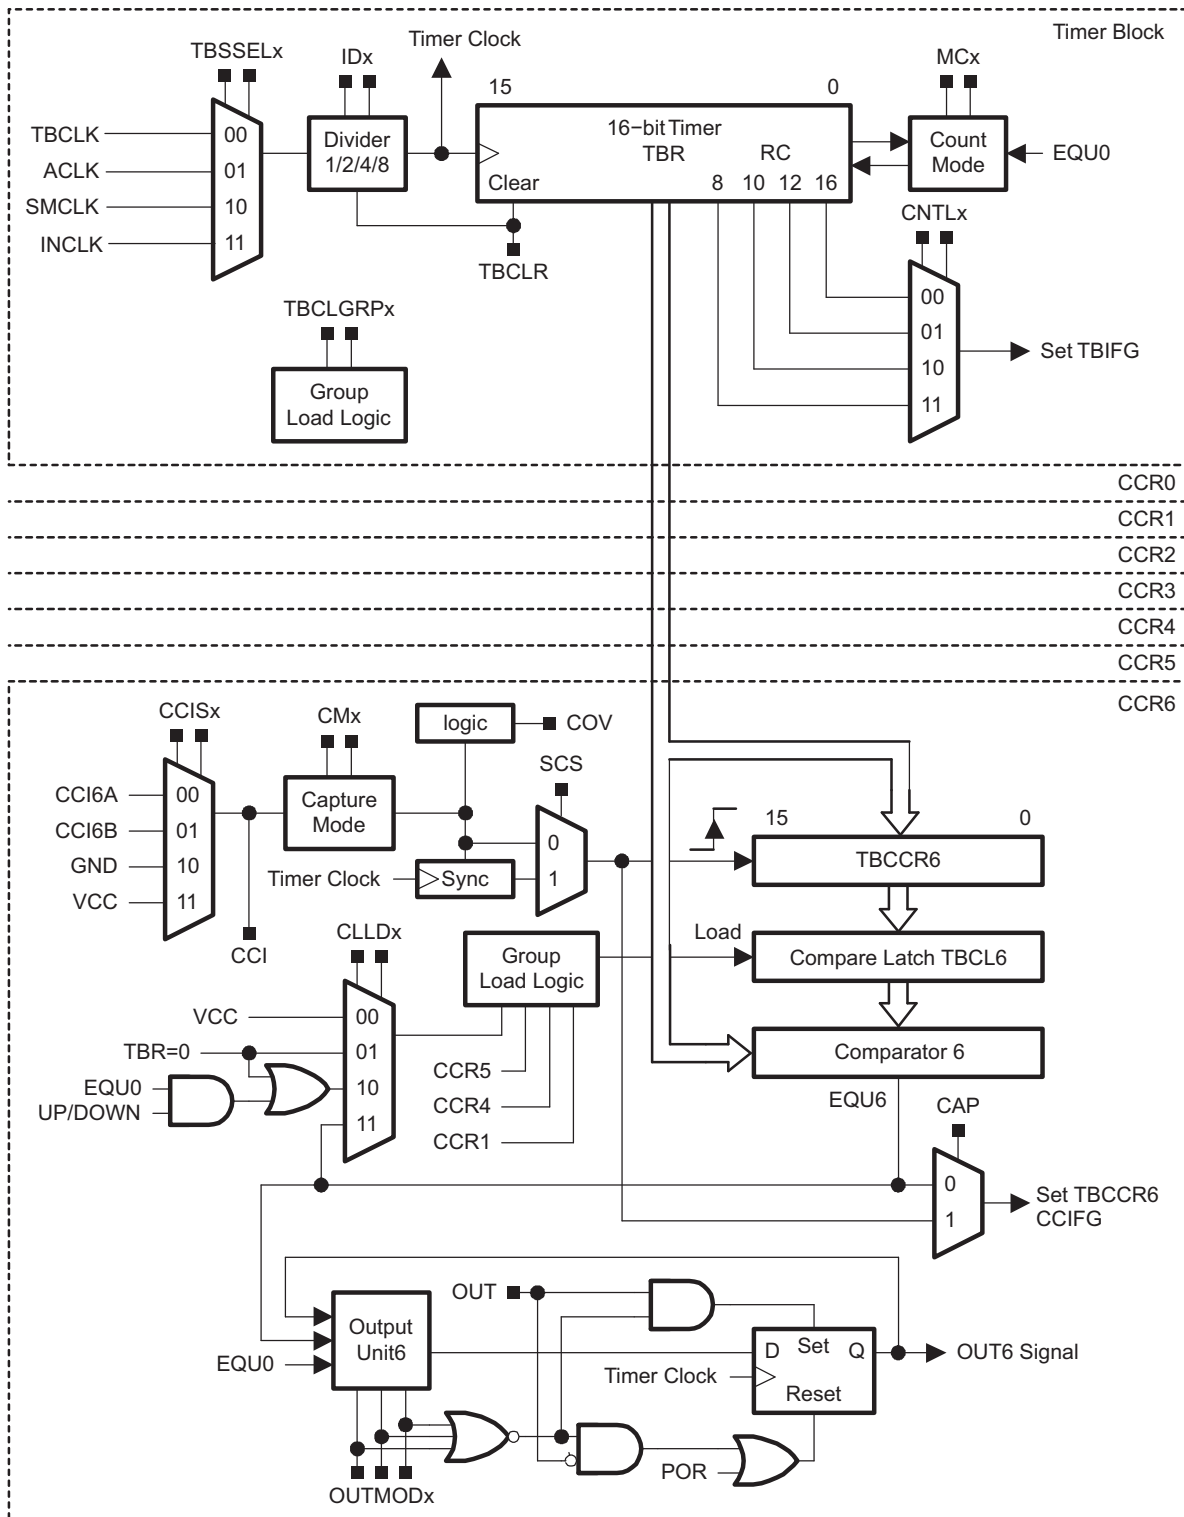 Timer Block
Timer Clock
TBSSELx
IDx
MCx
15
0
TBCLK
ACLK
SMCLK
INCLK
00
01
10
11
Divider
1/2/4/8
16−bit Timer
TBR
RC
Clear
8
10
12
16
Count
Mode
EQU0
TBCLR
CNTLx
00
01
10
11
Set TBIFG
TBCLGRPx
Group
Load Logic
CCR0
CCR1
CCR2
CCR3
CCR4
CCR5
CCR6
CCISx
CMx
logic
COV
SCS
CCI6A
CCI6B
GND
VCC
00
01
10
11
Capture
Mode
0
1
Timer Clock
Sync
CCI
15
0
TBCCR6
Load
Compare Latch TBCL6
Comparator 6
EQU6
CLLDx
Group
Load Logic
VCC
TBR=0
EQU0
UP/DOWN
00
01
10
11
CCR5
CCR4
CCR1
CAP
0
1
Set TBCCR6
CCIFG
OUT
Output
Unit6
EQU0
D
Set
Q
Timer Clock
Reset
OUT6 Signal
POR
OUTMODx